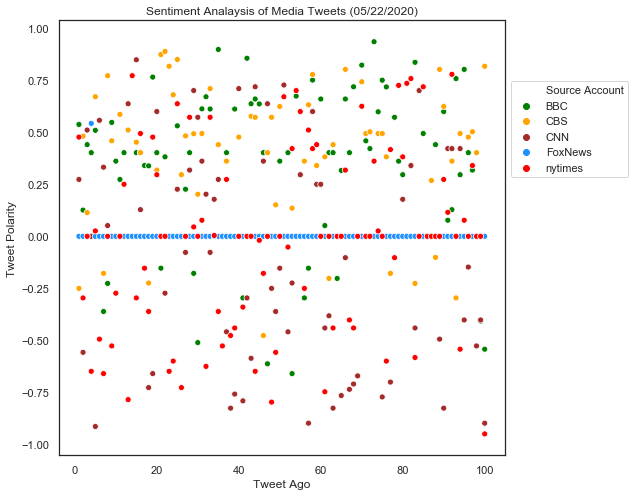 Sentiment Analaysis of Media Tweets (05/22/2020)
1.00
0.75
0.50
0.25
0.00
−0.25
−0.50
−0.75
−1.00
Tweet Polarity
0 20 40 60 80 100
Tweet Ago
Source Account
BBC
CBS
CNN
FoxNews
nytimes